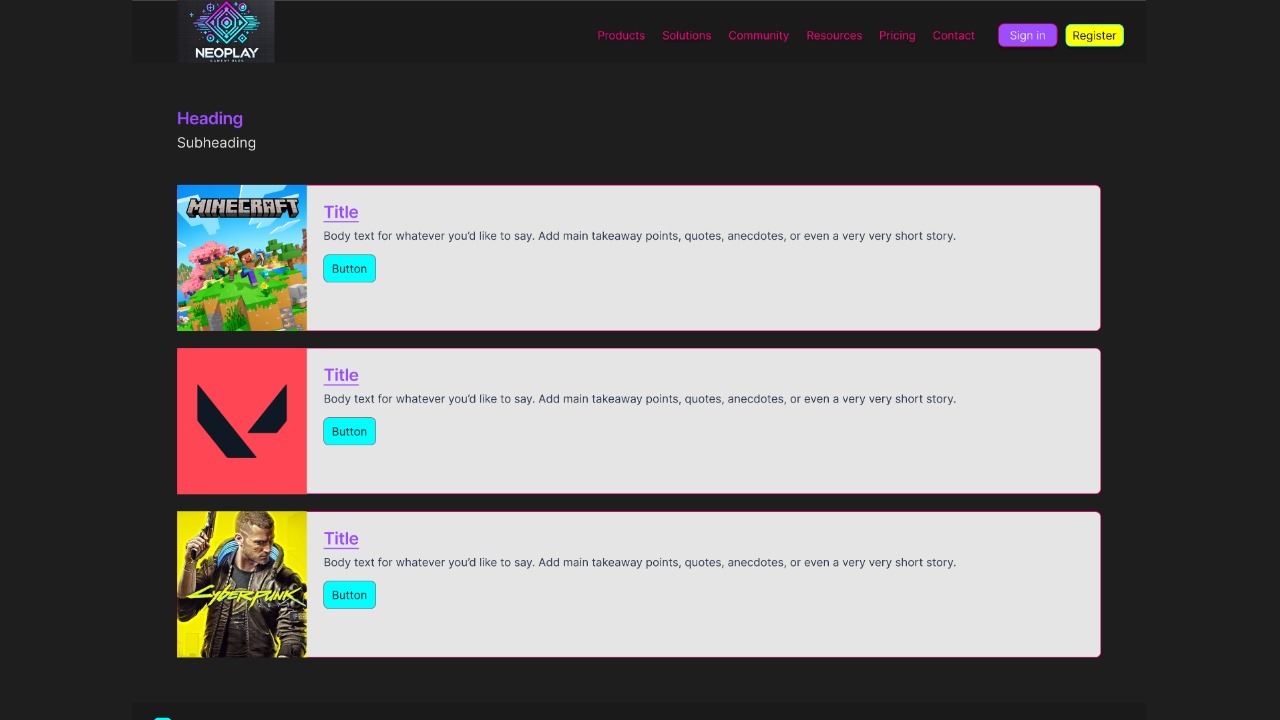 NEOPLAY
Products Solutions Community Resources Pricing Contact Sign in Register
Heading
Subheading
MINECRAFT
Title
Body text for whatever you'd like to say. Add main takeaway points, quotes, anecdotes, or even a very very short story.
Button
Title
Body text for whatever you'd like to say. Add main takeaway points, quotes, anecdotes, or even a very very short story.
Button
Cyberpunk
Title
Body text for whatever you'd like to say. Add main takeaway points, quotes, anecdotes, or even a very very short story.
Button